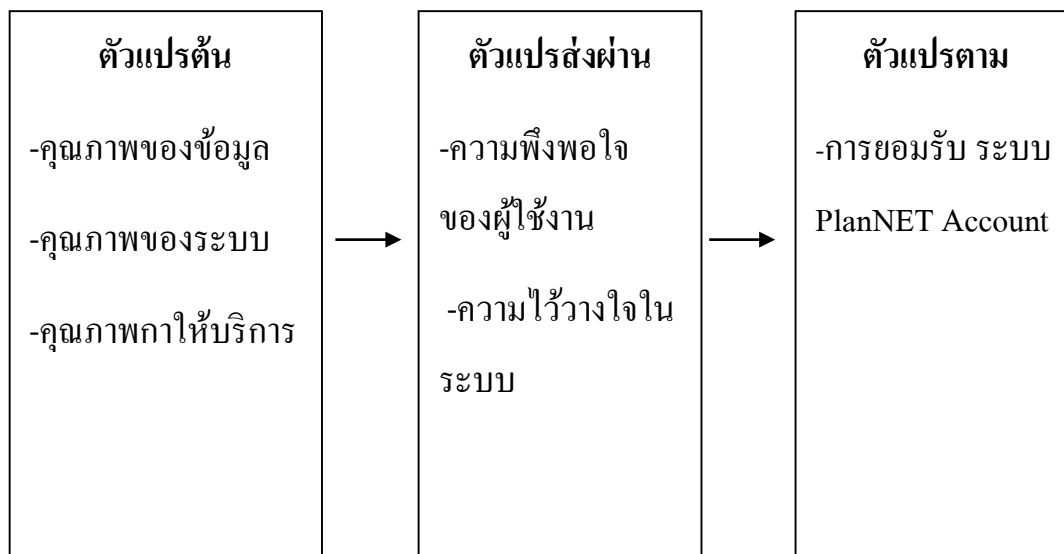 ตัวแปรต้น
-คุณภาพของข้อมูล
-คุณภาพของระบบ
-คุณภาพกาให้บริการ
ตัวแปรส่งผ่าน
-ความพึงพอใจ
ของผู้ใช้งาน
-ความไว้วางใจใน
ระบบ
ตัวแปรตาม
-การยอมรับ ระบบ
PlanNET Account